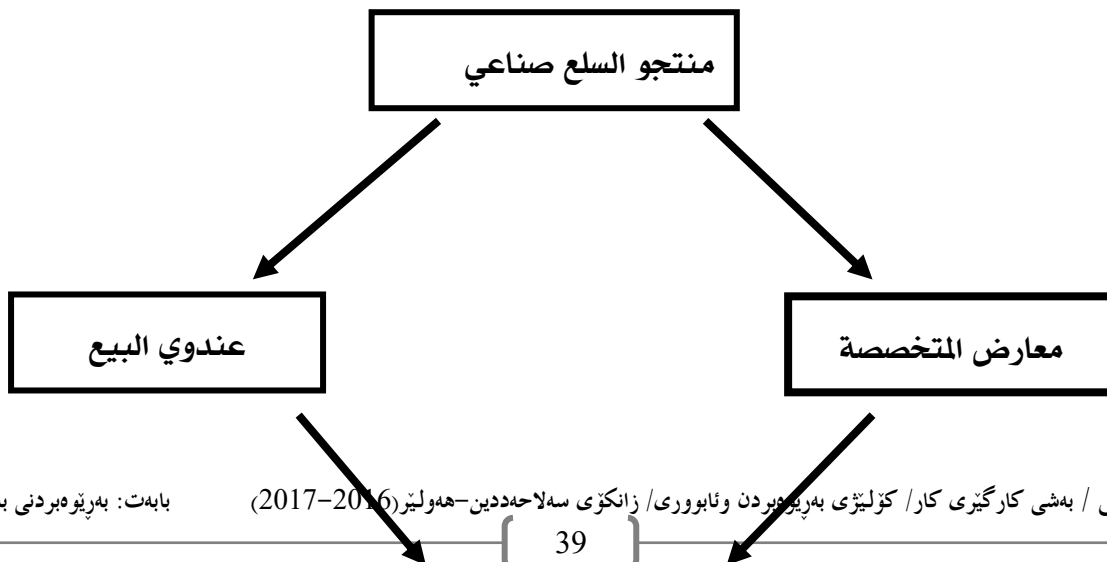 منتجو السلع صناعي
معارض المتخصصة
عندوي البيع
/ بەشی کارگێری کار/ کۆلێژی بەڕێوەبردن وئابووری/ زانکۆی سەلاحەددین-هەولێر(2016-2017) بابەت: بەڕێوەبردنی
39